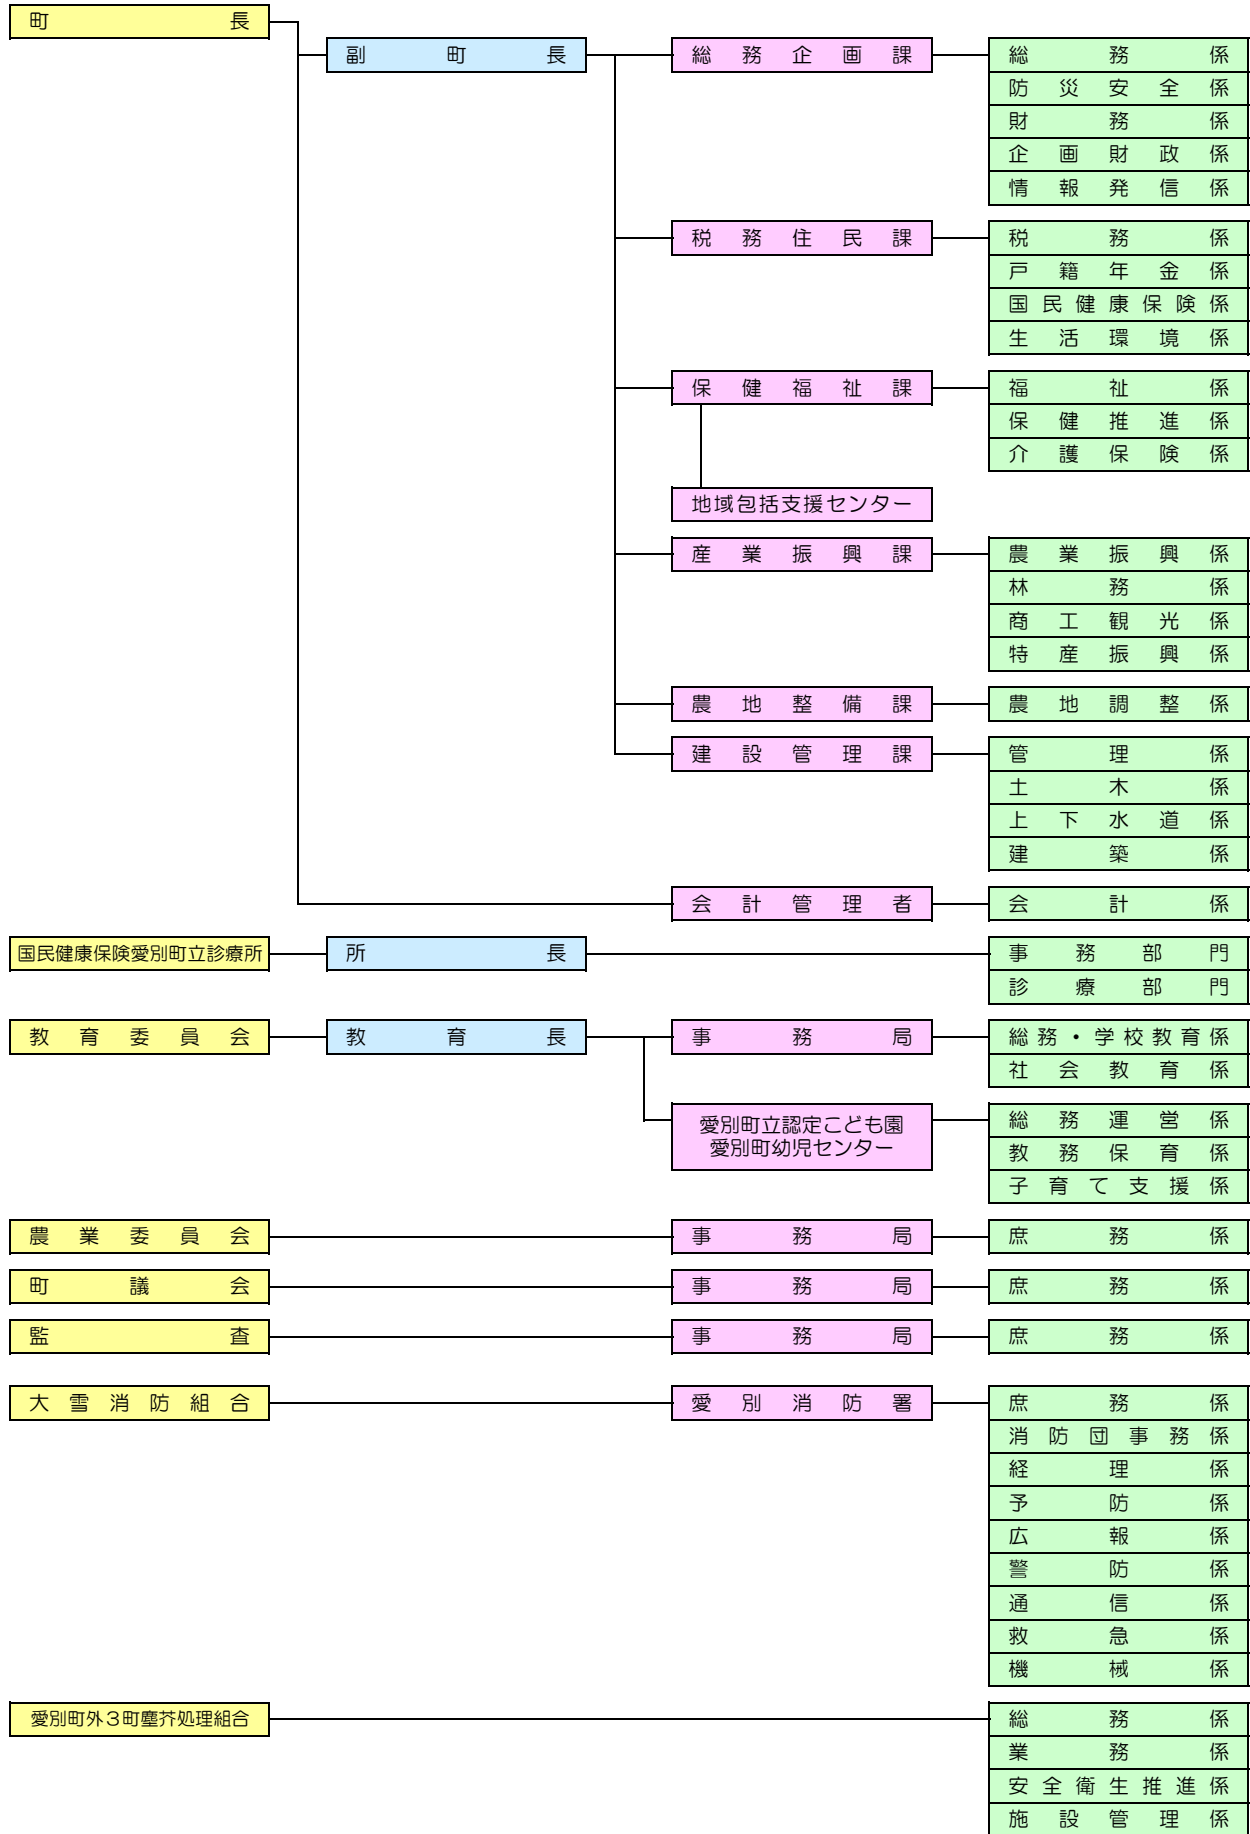 町長
副町長 総務企画課 総務係
防災安全係
財務係
企画財政係
情報発信係
税務住民課 税務係
戸籍年金係
国民健康保険係
生活環境係
保健福祉課 福祉係
保健推進係
介護保険係
地域包括支援センター
産業振興課 農業振興係
林務係
商工観光係
特産振興係
農地整備課 農地調整係
建設管理課 管理係
土木係
上下水道係
建築係
会計管理者 会計係
国民健康保険愛別町立診療所 所長 事務部門
診療部門
教育委員会 教育長 事務局 総務・学校教育係
社会教育係
愛別町立認定こども園
愛別町幼児センター
総務運営係
教務保育係
子育て支援係
農業委員会 事務局 庶務係
町議会 事務局 庶務係
監査 事務局 庶務係
大雪消防組合 愛別消防署 庶務係
消防団事務係
経理係
予防係
広報係
警防係
通信係
救急係
機械係
愛別町外3町塵芥処理組合 総務係
業務係
安全衛生推進係
施設管理係